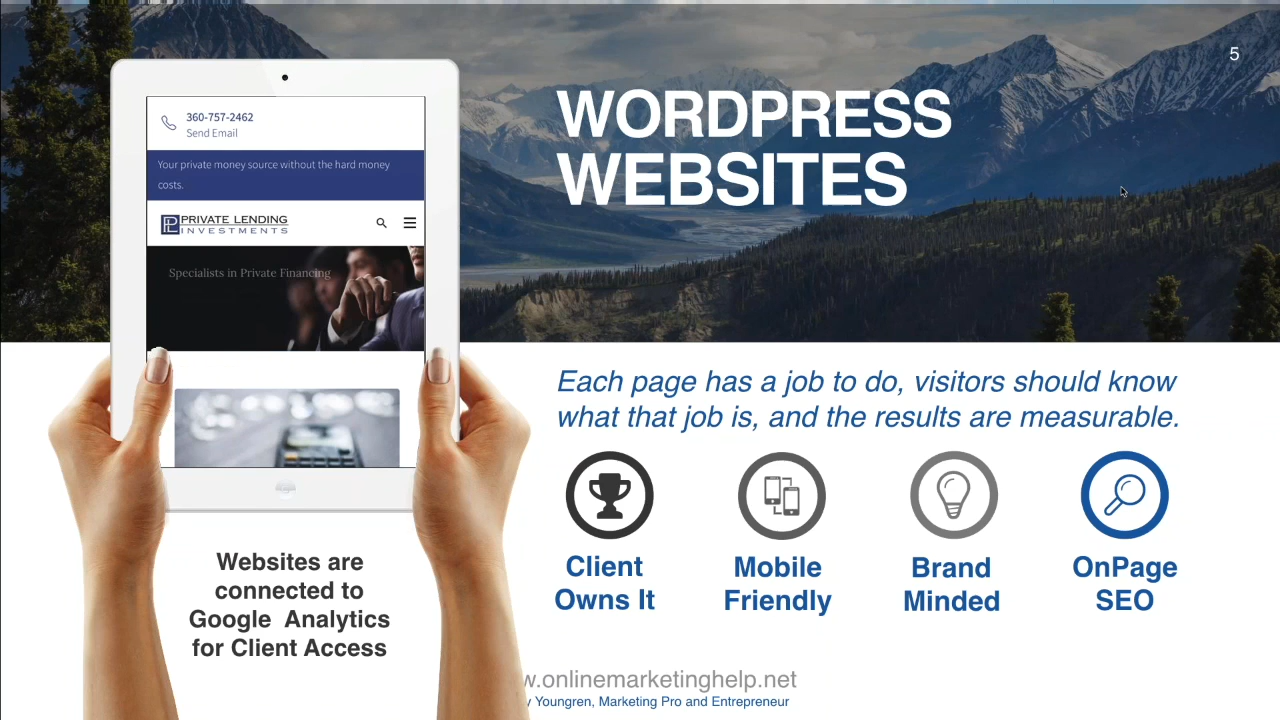 5
WORDPRESS
WEBSITES
360-757-2462
Send Email
Your private money source without the hard money
costs.
PL PRIVATE LENDING
INVESTMENTS
Specialists in Private Financing
Each page has a job to do, visitors should know
what that job is, and the results are measurable.
Client
Owns It
Mobile
Friendly
Brand
Minded
OnPage
SEO
Websites are
connected to
Google Analytics
for Client Access
w.onlinemarketinghelp.net
y Youngren, Marketing Pro and Entrepreneur